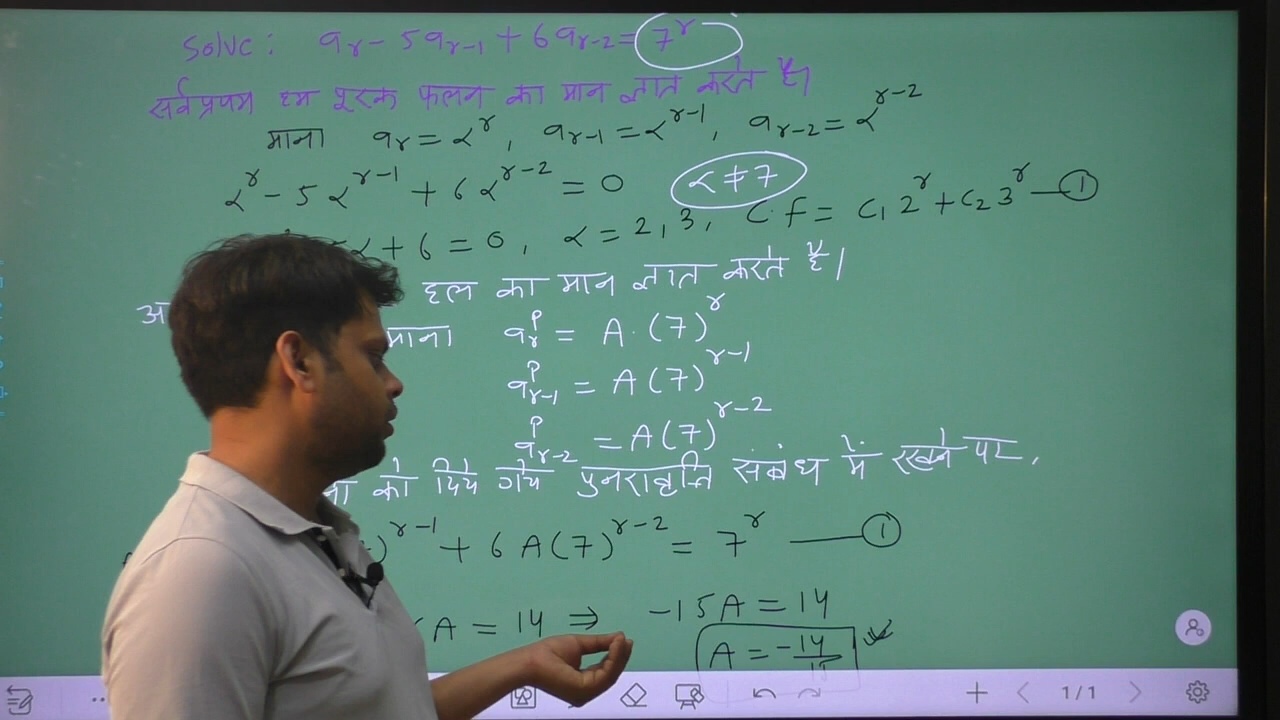 Solve: aᵣ - 5aᵣ₋₁ + 6aᵣ₋₂ = 7ʳ
सर्वप्रथम हम पूरक फलन का मान ज्ञात करते हैं।
माना aᵣ = αʳ, aᵣ₋₁ = αʳ⁻¹, aᵣ₋₂ = αʳ⁻²
αʳ - 5αʳ⁻¹ + 6αʳ⁻² = 0 α ≠ 7
α + 6 = 0, α = 2, 3, C.f = C₁2ʳ + C₂3ʳ — ①
अ हल का मान ज्ञात करते हैं।
माना aᵣᵖ = A·(7)ʳ
aᵣ₋₁ᵖ = A(7)ʳ⁻¹
aᵣ₋₂ᵖ = A(7)ʳ⁻²
को दिये गये पुनरावृत्ति संबंध में रखने पर,
)ʳ⁻¹ + 6A(7)ʳ⁻² = 7ʳ — ①
A = 14 ⇒ -15A = 14
A = -14/15
1/1